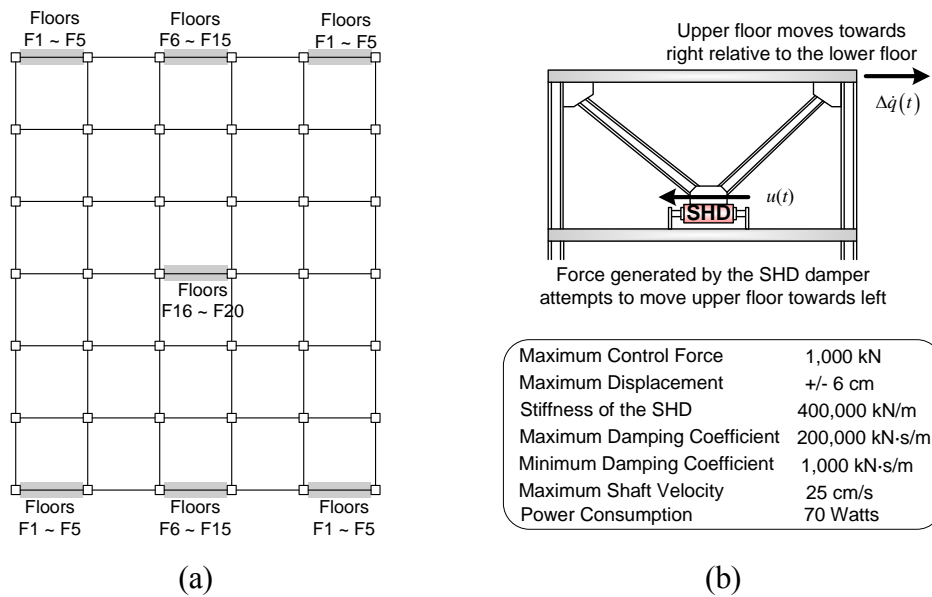 Floors
F1 ~ F5
Floors
F6 ~ F15
Floors
F1 ~ F5
Floors
F16 ~ F20
Floors
F1 ~ F5
Floors
F6 ~ F15
Floors
F1 ~ F5
(a)
Upper floor moves towards
right relative to the lower floor
Δq̇(t)
u(t)
SHD
Force generated by the SHD damper
attempts to move upper floor towards left
Maximum Control Force 1,000 kN
Maximum Displacement +/- 6 cm
Stiffness of the SHD 400,000 kN/m
Maximum Damping Coefficient 200,000 kN·s/m
Minimum Damping Coefficient 1,000 kN·s/m
Maximum Shaft Velocity 25 cm/s
Power Consumption 70 Watts
(b)